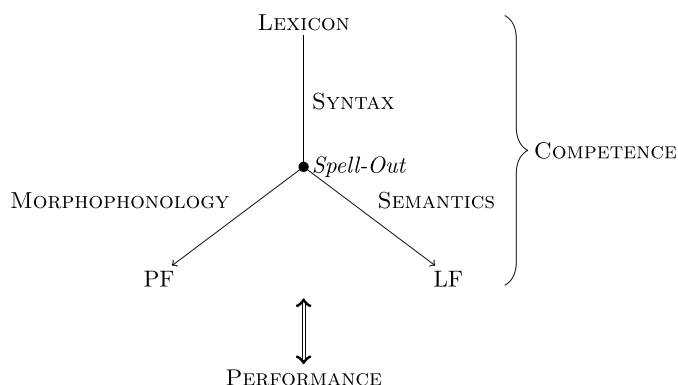 LEXICON
SYNTAX
Spell-Out
COMPETENCE
MORPHOPHONOLOGY
SEMANTICS
PF
LF
PERFORMANCE